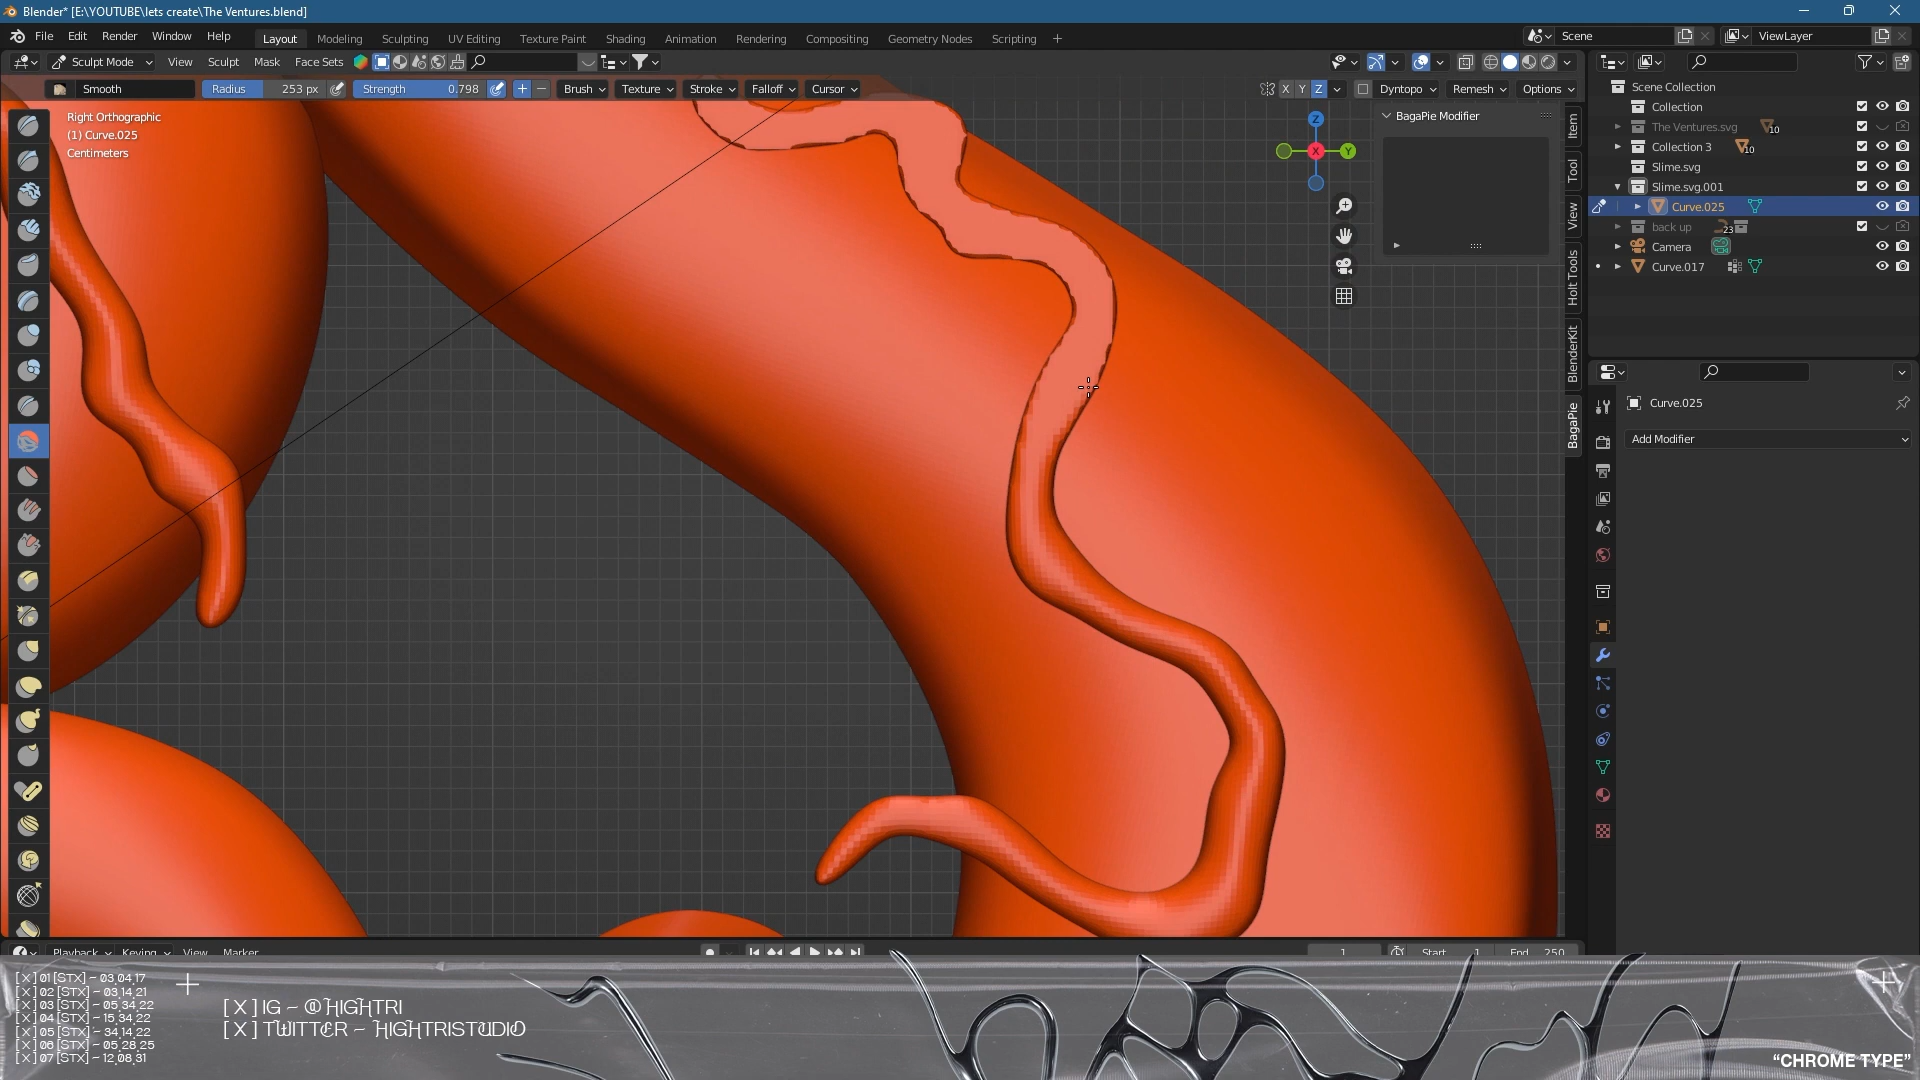 Blender* [E:\YOUTUBE\lets create\The Ventures.blend]
File Edit Render Window Help Layout Modeling Sculpting UV Editing Texture Paint Shading Animation Rendering Compositing Geometry Nodes Scripting + Scene ViewLayer
Sculpt Mode View Sculpt Mask Face Sets
Smooth Radius 253 px Strength 0.798 Brush Texture Stroke Falloff Cursor X Y Z Dyntopo Remesh Options
Right Orthographic
(1) Curve.025
Centimeters
Z
X
Y
BagaPie Modifier
Item
Tool
View
Holt Tools
BlenderKit
BagaPie
Scene Collection
Collection
The Ventures.svg 10
Collection 3 10
Slime.svg
Slime.svg.001
Curve.025
back up 23
Camera
Curve.017
Curve.025
Add Modifier
Playback Keying View Marker 1 Start 1 End 250
[X] 01 [STX] – 03.04.17
[X] 02 [STX] – 03.14.21
[X] 03 [STX] – 05.34.22
[X] 04 [STX] – 15.34.22
[X] 05 [STX] – 34.14.22
[X] 06 [STX] – 05.28.25
[X] 07 [STX] – 12.08.31
[X] IG – @HIGHTRI
[X] TWITTER – HIGHTRISTUDIO
“CHROME TYPE”